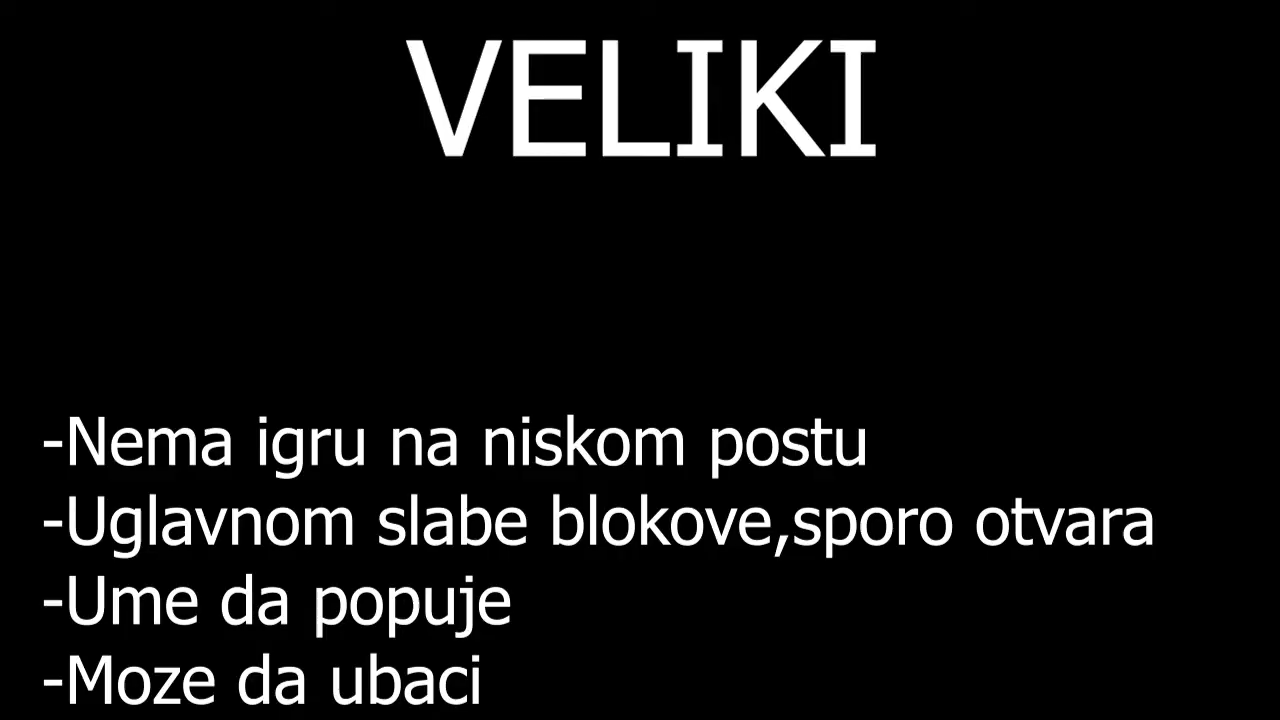 VELIKI
-Nema igru na niskom postu
-Uglavnom slabe blokove,sporo otvara
-Ume da popuje
-Moze da ubaci